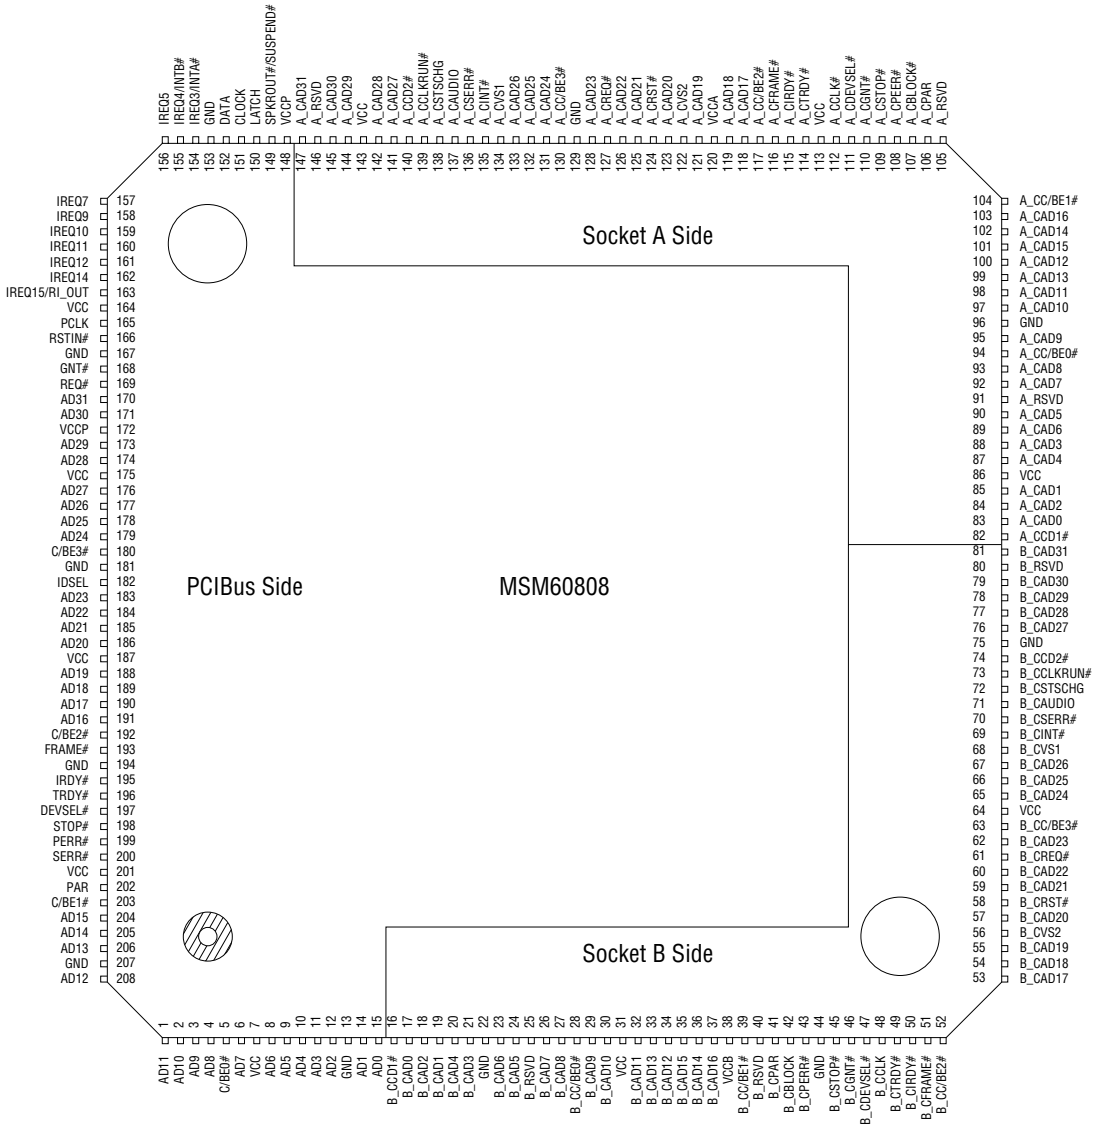 IREQ5
IREQ4/INTB#
IREQ3/INTA#
GND
DATA
CLOCK
LATCH
SPKROUT#/SUSPEND#
VCCP
A_CAD31
A_RSVD
A_CAD30
A_CAD29
VCC
A_CAD28
A_CAD27
A_CCD2#
A_CCLKRUN#
A_CSTSCHG
A_CAUDIO
A_CSERR#
A_CINT#
A_CVS1
A_CAD26
A_CAD25
A_CAD24
A_CC/BE3#
GND
A_CAD23
A_CREQ#
A_CAD22
A_CAD21
A_CRST#
A_CAD20
A_CVS2
A_CAD19
VCCA
A_CAD18
A_CAD17
A_CC/BE2#
A_CFRAME#
A_CIRDY#
A_CTRDY#
VCC
A_CCLK#
A_CDEVSEL#
A_CGNT#
A_CSTOP#
A_CPEER#
A_CBLOCK#
A_CPAR
A_RSVD
156 155 154 153 152 151 150 149 148 147 146 145 144 143 142 141 140 139 138 137 136 135 134 133 132 131 130 129 128 127 126 125 124 123 122 121 120 119 118 117 116 115 114 113 112 111 110 109 108 107 106 105
IREQ7 157
IREQ9 158
IREQ10 159
IREQ11 160
IREQ12 161
IREQ14 162
IREQ15/RI_OUT 163
VCC 164
PCLK 165
RSTIN# 166
GND 167
GNT# 168
REQ# 169
AD31 170
AD30 171
VCCP 172
AD29 173
AD28 174
VCC 175
AD27 176
AD26 177
AD25 178
AD24 179
C/BE3# 180
GND 181
IDSEL 182
AD23 183
AD22 184
AD21 185
AD20 186
VCC 187
AD19 188
AD18 189
AD17 190
AD16 191
C/BE2# 192
FRAME# 193
GND 194
IRDY# 195
TRDY# 196
DEVSEL# 197
STOP# 198
PERR# 199
SERR# 200
VCC 201
PAR 202
C/BE1# 203
AD15 204
AD14 205
AD13 206
GND 207
AD12 208
Socket A Side
PCIBus Side
MSM60808
Socket B Side
104 A_CC/BE1#
103 A_CAD16
102 A_CAD14
101 A_CAD15
100 A_CAD12
99 A_CAD13
98 A_CAD11
97 A_CAD10
96 GND
95 A_CAD9
94 A_CC/BE0#
93 A_CAD8
92 A_CAD7
91 A_RSVD
90 A_CAD5
89 A_CAD6
88 A_CAD3
87 A_CAD4
86 VCC
85 A_CAD1
84 A_CAD2
83 A_CAD0
82 A_CCD1#
81 B_CAD31
80 B_RSVD
79 B_CAD30
78 B_CAD29
77 B_CAD28
76 B_CAD27
75 GND
74 B_CCD2#
73 B_CCLKRUN#
72 B_CSTSCHG
71 B_CAUDIO
70 B_CSERR#
69 B_CINT#
68 B_CVS1
67 B_CAD26
66 B_CAD25
65 B_CAD24
64 VCC
63 B_CC/BE3#
62 B_CAD23
61 B_CREQ#
60 B_CAD22
59 B_CAD21
58 B_CRST#
57 B_CAD20
56 B_CVS2
55 B_CAD19
54 B_CAD18
53 B_CAD17
1 2 3 4 5 6 7 8 9 10 11 12 13 14 15 16 17 18 19 20 21 22 23 24 25 26 27 28 29 30 31 32 33 34 35 36 37 38 39 40 41 42 43 44 45 46 47 48 49 50 51 52
AD11
AD10
AD9
AD8
C/BE0#
AD7
VCC
AD6
AD5
AD4
AD3
AD2
GND
AD1
AD0
B_CCD1#
B_CAD0
B_CAD2
B_CAD1
B_CAD4
B_CAD3
GND
B_CAD6
B_CAD5
B_RSVD
B_CAD7
B_CAD8
B_CC/BE0#
B_CAD9
B_CAD10
VCC
B_CAD11
B_CAD13
B_CAD12
B_CAD15
B_CAD14
B_CAD16
VCCB
B_CC/BE1#
B_RSVD
B_CPAR
B_CBLOCK
B_CPERR#
GND
B_CSTOP#
B_CGNT#
B_CDEVSEL#
B_CCLK
B_CTRDY#
B_CIRDY#
B_CFRAME#
B_CC/BE2#